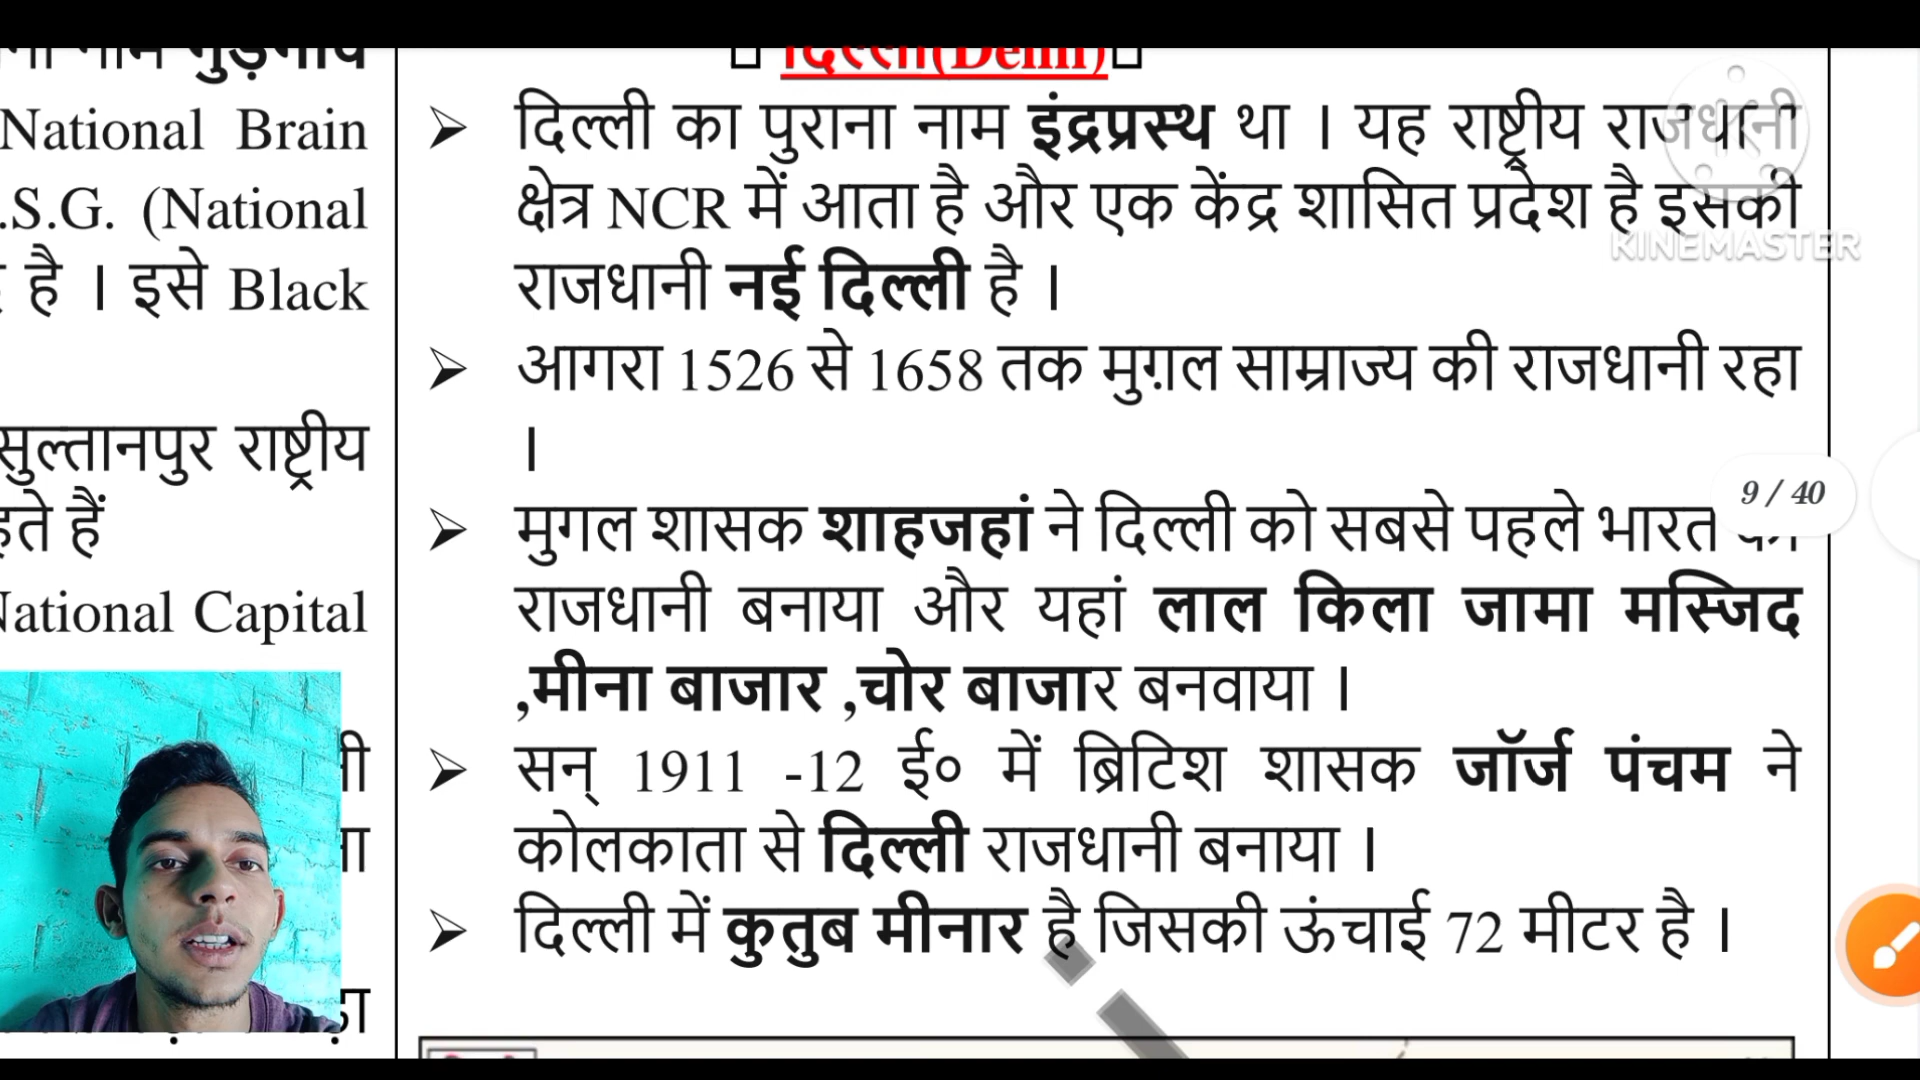 गुड़गांव
National Brain
.S.G. (National
है । इसे Black
सुल्तानपुर राष्ट्रीय
हते हैं
National Capital
दिल्ली(Delhi)
➢ दिल्ली का पुराना नाम इंद्रप्रस्थ था । यह राष्ट्रीय राजधानी
क्षेत्र NCR में आता है और एक केंद्र शासित प्रदेश है इसकी
राजधानी नई दिल्ली है ।
➢ आगरा 1526 से 1658 तक मुग़ल साम्राज्य की राजधानी रहा
।
➢ मुगल शासक शाहजहां ने दिल्ली को सबसे पहले भारत
राजधानी बनाया और यहां लाल किला जामा मस्जिद
,मीना बाजार ,चोर बाजार बनवाया ।
➢ सन् 1911 -12 ई० में ब्रिटिश शासक जॉर्ज पंचम ने
कोलकाता से दिल्ली राजधानी बनाया ।
➢ दिल्ली में कुतुब मीनार है जिसकी ऊंचाई 72 मीटर है ।
KINEMASTER
9 / 40